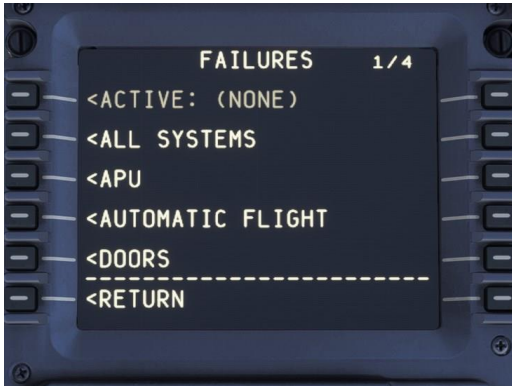 FAILURES 1/4
<ACTIVE: (NONE)
<ALL SYSTEMS
<APU
<AUTOMATIC FLIGHT
<DOORS
<RETURN